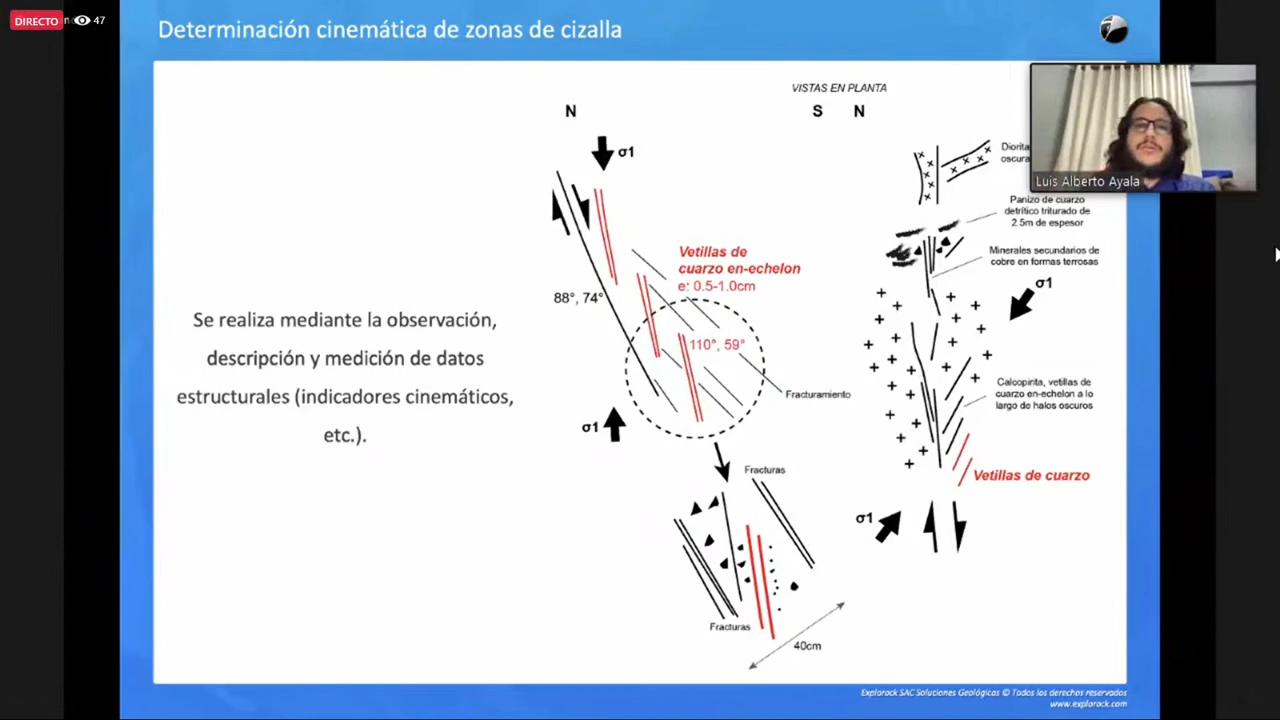 DIRECTO
47
Determinación cinemática de zonas de cizalla
Luis Alberto Ayala
Se realiza mediante la observación,
descripción y medición de datos
estructurales (indicadores cinemáticos,
etc.).
VISTAS EN PLANTA
N
S N
σ1
Vetillas de
cuarzo en-echelon
e: 0.5-1.0cm
88°, 74°
110°, 59°
Fracturamiento
σ1
Fracturas
Fracturas
40cm
oscura
Panizo de cuarzo
detrítico triturado de
2.5m de espesor
Minerales secundarios de
cobre en formas terrosas
σ1
Calcopirita, vetillas de
cuarzo en-echelon a lo
largo de halos oscuros
Vetillas de cuarzo
σ1
Explorock SAC Soluciones Geológicas © Todos los derechos reservados
www.explorock.com